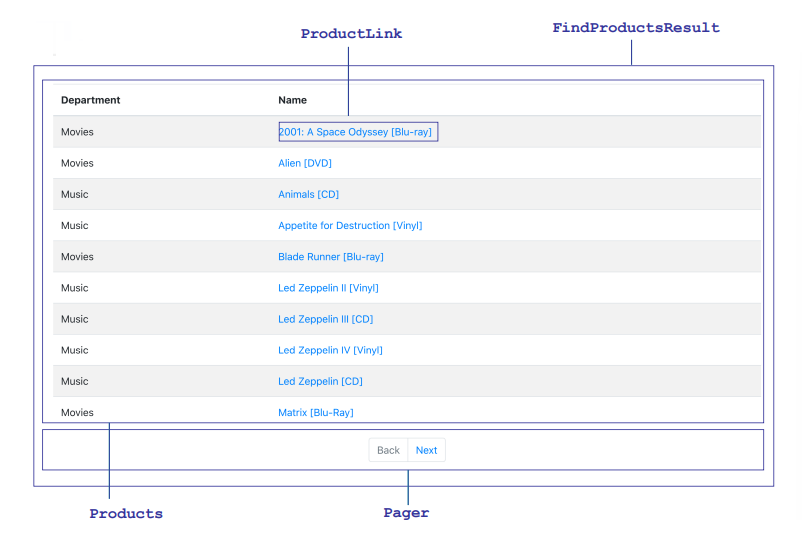 ProductLink
FindProductsResult
Department Name
Movies 2001: A Space Odyssey [Blu-ray]
Movies Alien [DVD]
Music Animals [CD]
Music Appetite for Destruction [Vinyl]
Movies Blade Runner [Blu-ray]
Music Led Zeppelin II [Vinyl]
Music Led Zeppelin III [CD]
Music Led Zeppelin IV [Vinyl]
Music Led Zeppelin [CD]
Movies Matrix [Blu-Ray]
Back Next
Products
Pager